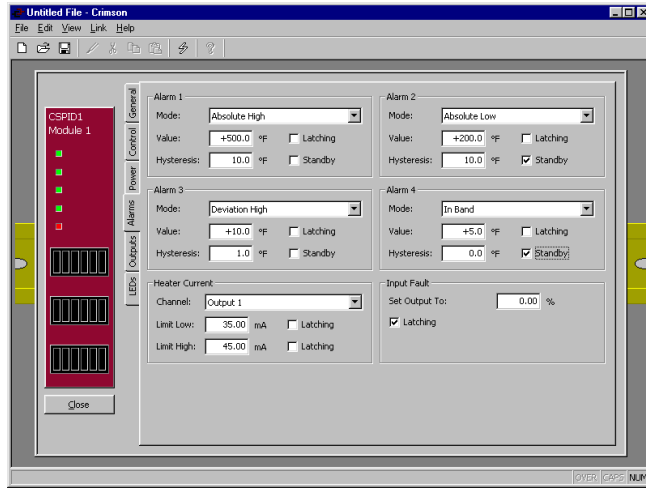 Untitled File - Crimson
File Edit View Link Help
CSPID1
Module 1
Close
General
Control
Power
Alarms
Outputs
LEDs
Alarm 1
Mode: Absolute High
Value: +500.0 °F Latching
Hysteresis: 10.0 °F Standby
Alarm 2
Mode: Absolute Low
Value: +200.0 °F Latching
Hysteresis: 10.0 °F Standby
Alarm 3
Mode: Deviation High
Value: +10.0 °F Latching
Hysteresis: 1.0 °F Standby
Alarm 4
Mode: In Band
Value: +5.0 °F Latching
Hysteresis: 0.0 °F Standby
Heater Current
Channel: Output 1
Limit Low: 35.00 mA Latching
Limit High: 45.00 mA Latching
Input Fault
Set Output To: 0.00 %
Latching
OVER CAPS NUM